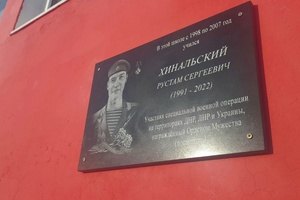 В этой школе с 1998 по 2007 год
учился
ХИНАЛЬСКИЙ
РУСТАМ СЕРГЕЕВИЧ
(1991 - 2022)
Участник специальной военной операции
на территориях ДНР, ЛНР и Украины,
награждённый Орденом Мужества